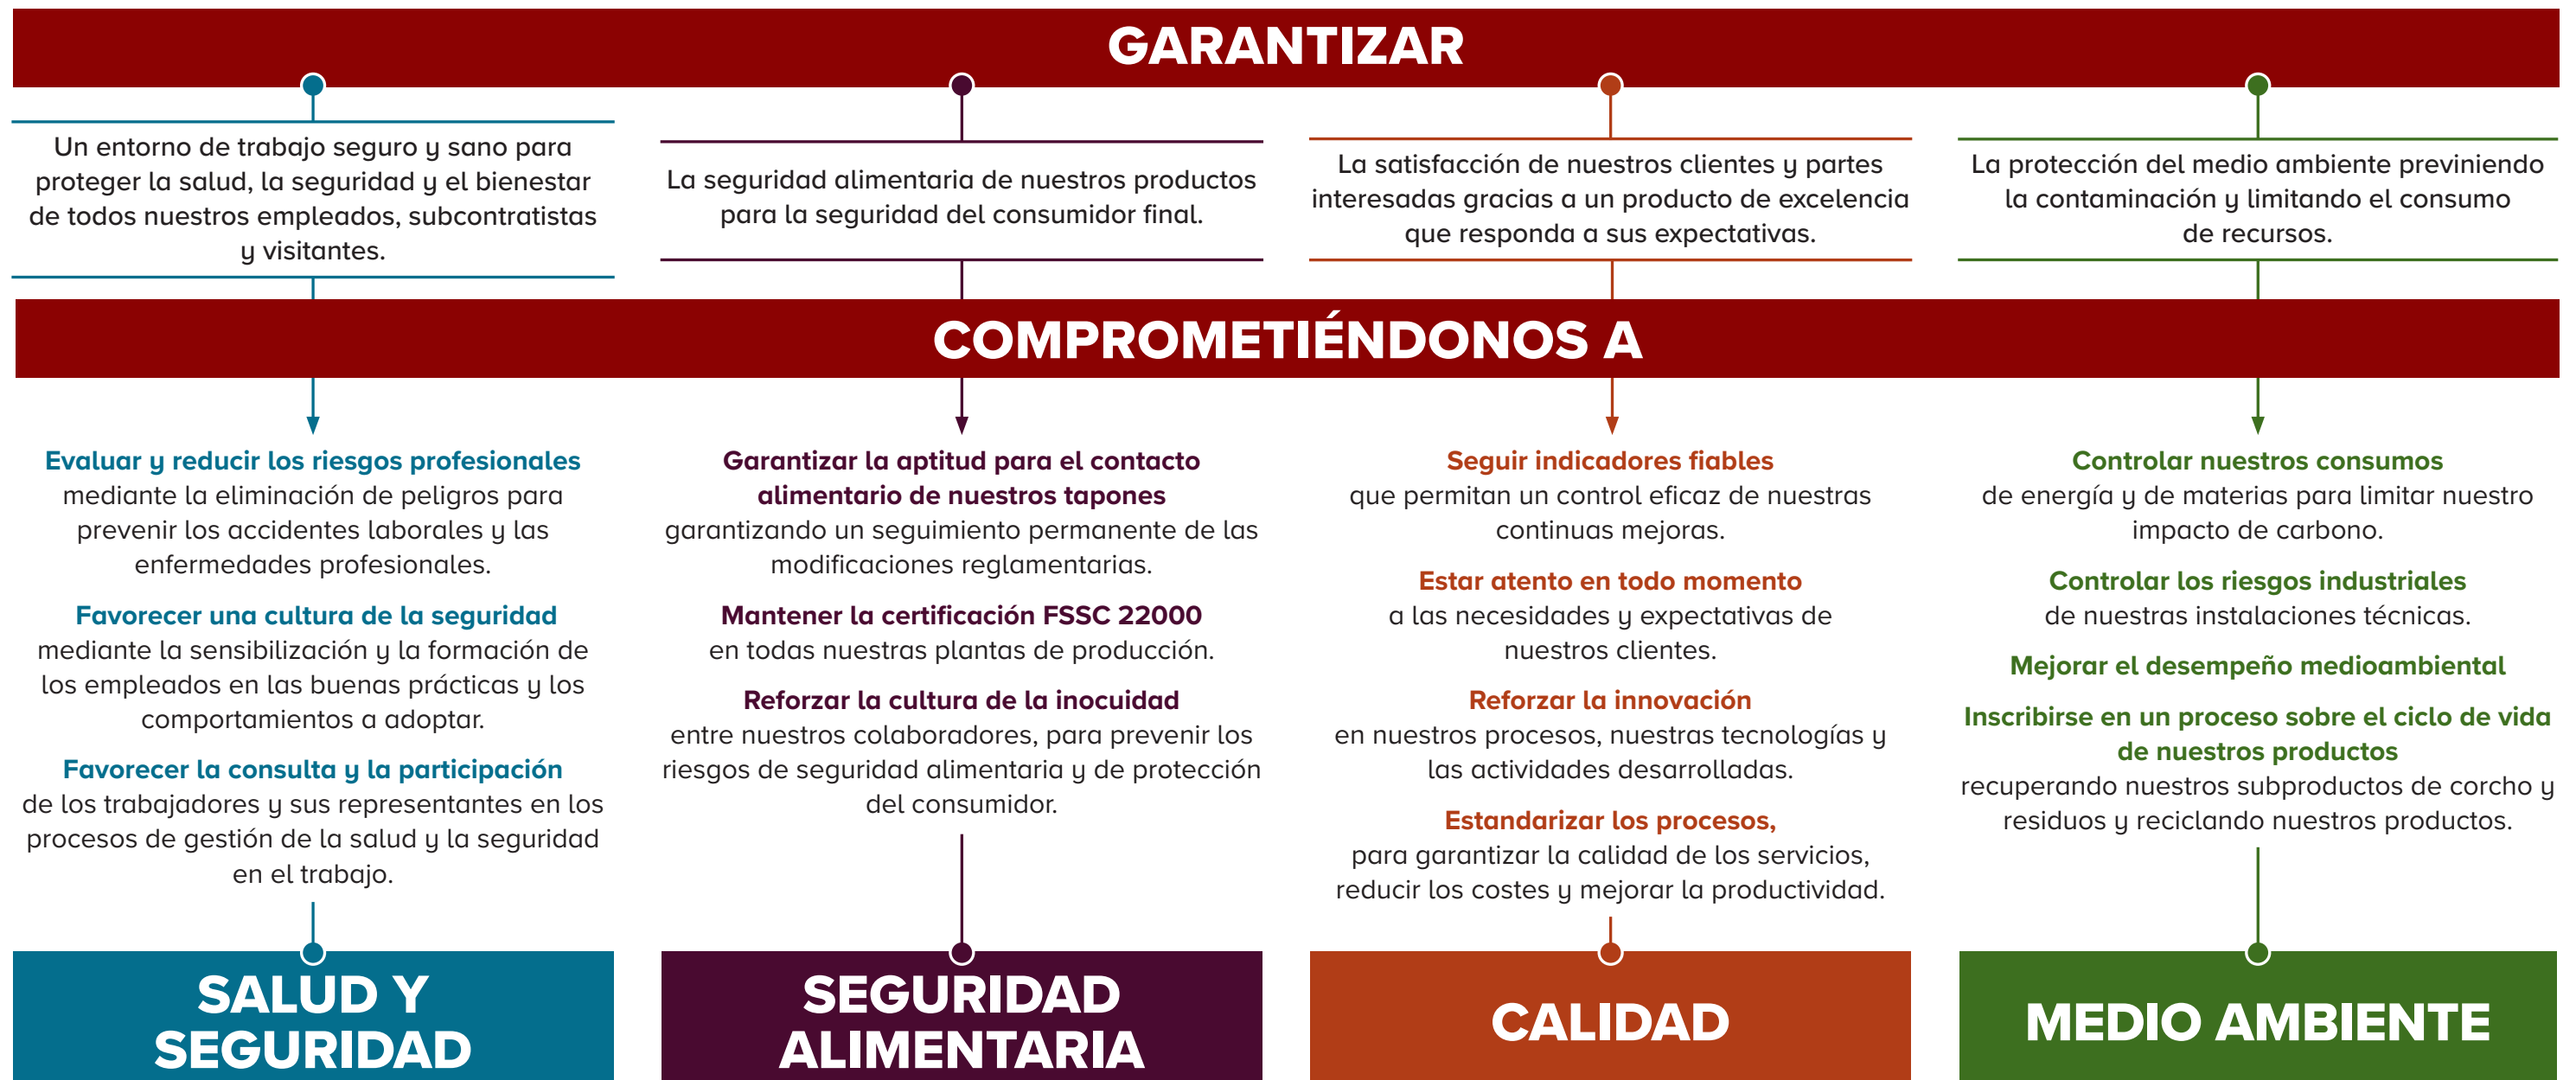 GARANTIZAR
Un entorno de trabajo seguro y sano para
proteger la salud, la seguridad y el bienestar
de todos nuestros empleados, subcontratistas
y visitantes.
La seguridad alimentaria de nuestros productos
para la seguridad del consumidor final.
La satisfacción de nuestros clientes y partes
interesadas gracias a un producto de excelencia
que responda a sus expectativas.
La protección del medio ambiente previniendo
la contaminación y limitando el consumo
de recursos.
COMPROMETIÉNDONOS A
Evaluar y reducir los riesgos profesionales
mediante la eliminación de peligros para
prevenir los accidentes laborales y las
enfermedades profesionales.
Favorecer una cultura de la seguridad
mediante la sensibilización y la formación de
los empleados en las buenas prácticas y los
comportamientos a adoptar.
Favorecer la consulta y la participación
de los trabajadores y sus representantes en los
procesos de gestión de la salud y la seguridad
en el trabajo.
Garantizar la aptitud para el contacto
alimentario de nuestros tapones
garantizando un seguimiento permanente de las
modificaciones reglamentarias.
Mantener la certificación FSSC 22000
en todas nuestras plantas de producción.
Reforzar la cultura de la inocuidad
entre nuestros colaboradores, para prevenir los
riesgos de seguridad alimentaria y de protección
del consumidor.
Seguir indicadores fiables
que permitan un control eficaz de nuestras
continuas mejoras.
Estar atento en todo momento
a las necesidades y expectativas de
nuestros clientes.
Reforzar la innovación
en nuestros procesos, nuestras tecnologías y
las actividades desarrolladas.
Estandarizar los procesos,
para garantizar la calidad de los servicios,
reducir los costes y mejorar la productividad.
Controlar nuestros consumos
de energía y de materias para limitar nuestro
impacto de carbono.
Controlar los riesgos industriales
de nuestras instalaciones técnicas.
Mejorar el desempeño medioambiental
Inscribirse en un proceso sobre el ciclo de vida
de nuestros productos
recuperando nuestros subproductos de corcho y
residuos y reciclando nuestros productos.
SALUD Y
SEGURIDAD
SEGURIDAD
ALIMENTARIA
CALIDAD
MEDIO AMBIENTE